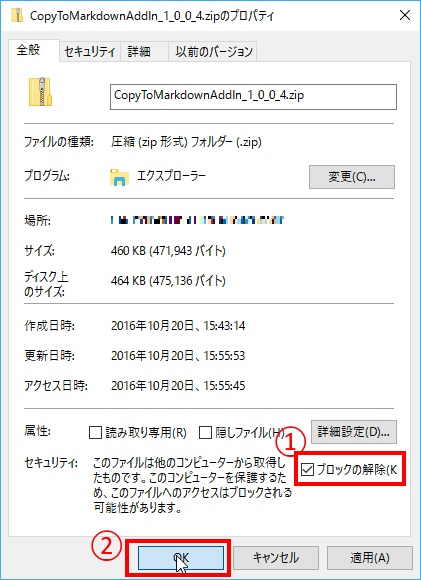 CopyToMarkdownAddIn_1_0_0_4.zipのプロパティ
全般 セキュリティ 詳細 以前のバージョン
CopyToMarkdownAddIn_1_0_0_4.zip
ファイルの種類: 圧縮 (zip 形式) フォルダー (.zip)
プログラム: エクスプローラー 変更(C)...
場所:
サイズ: 460 KB (471,943 バイト)
ディスク上
のサイズ: 464 KB (475,136 バイト)
作成日時: 2016年10月20日、15:43:14
更新日時: 2016年10月20日、15:55:53
アクセス日時: 2016年10月20日、15:55:45
①
属性: 読み取り専用(R) 隠しファイル(H) 詳細設定(D)...
セキュリティ: このファイルは他のコンピューターから取得し
たものです。このコンピューターを保護するた
め、このファイルへのアクセスはブロックされる
可能性があります。
ブロックの解除(K
② OK キャンセル 適用(A)